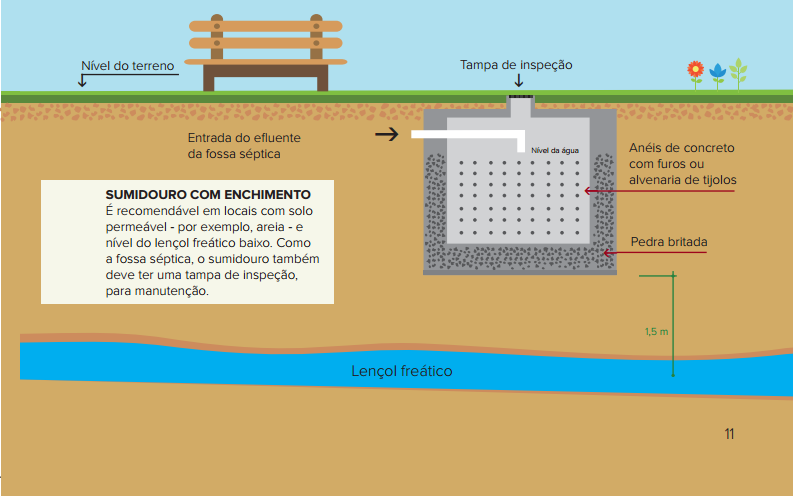 Nível do terreno
Tampa de inspeção
Entrada do efluente
da fossa séptica
Nível da água
Anéis de concreto
com furos ou
alvenaria de tijolos
SUMIDOURO COM ENCHIMENTO
É recomendável em locais com solo
permeável - por exemplo, areia - e
nível do lençol freático baixo. Como
a fossa séptica, o sumidouro também
deve ter uma tampa de inspeção,
para manutenção.
Pedra britada
1,5 m
Lençol freático
11